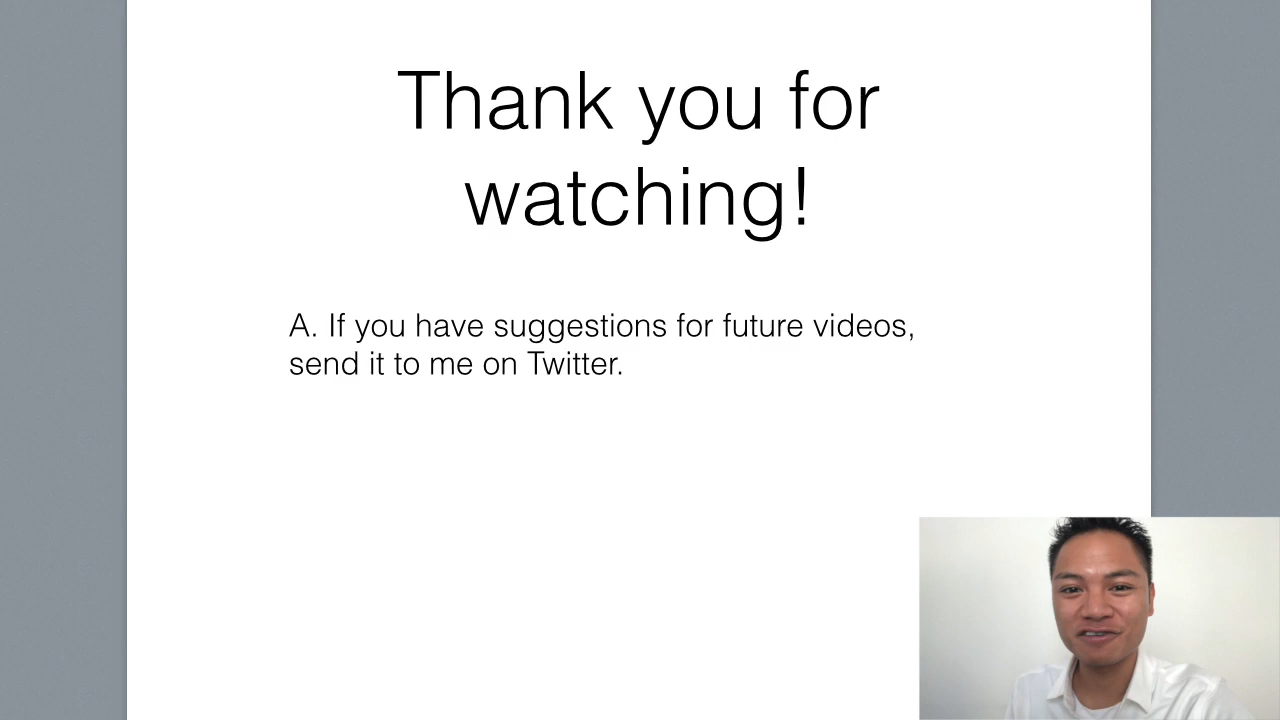 Thank you for
watching!
A. If you have suggestions for future videos,
send it to me on Twitter.